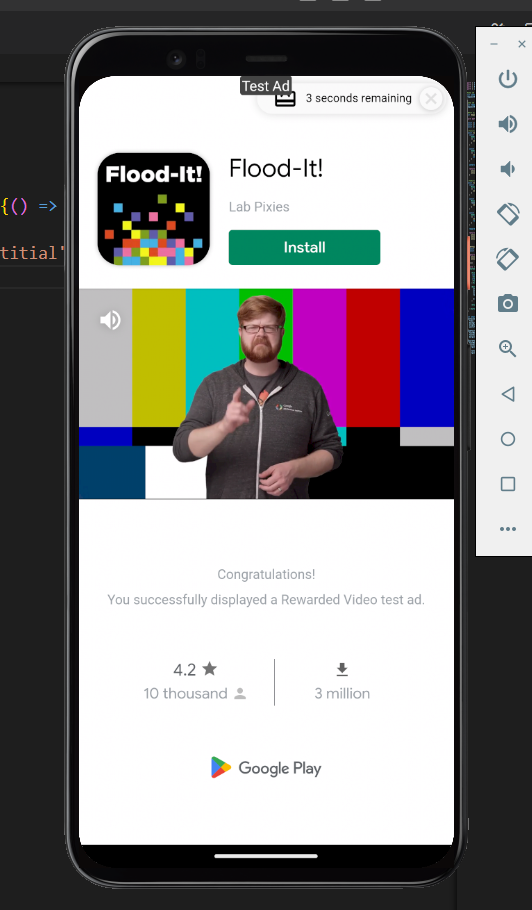 Test Ad
3 seconds remaining
Flood-It!
Flood-It!
Lab Pixies
Install
{() =>
titial'
Congratulations!
You successfully displayed a Rewarded Video test ad.
4.2
10 thousand
3 million
Google Play